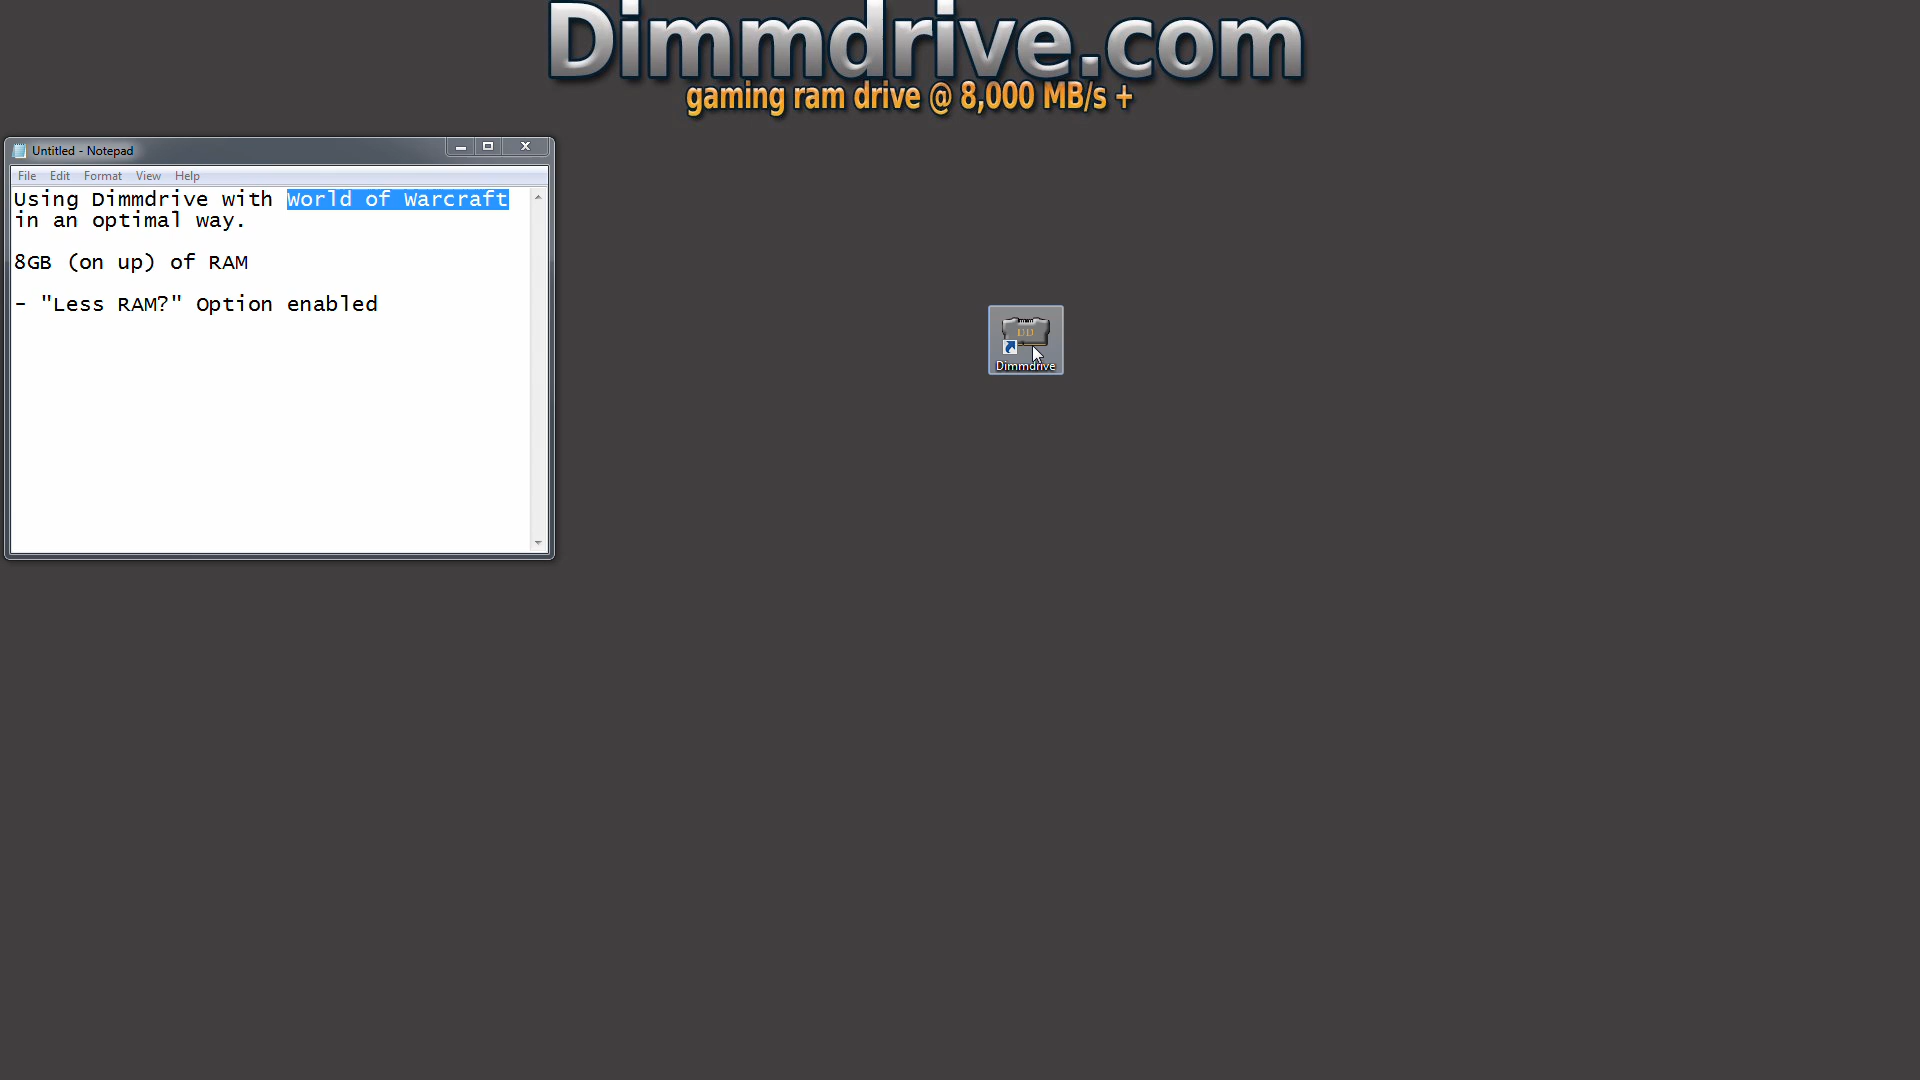 Dimmdrive.com
gaming ram drive @ 8,000 MB/s +
Untitled - Notepad
File Edit Format View Help
Using Dimmdrive with World of Warcraft
in an optimal way.
8GB (on up) of RAM
- "Less RAM?" Option enabled
DD
Dimmdrive